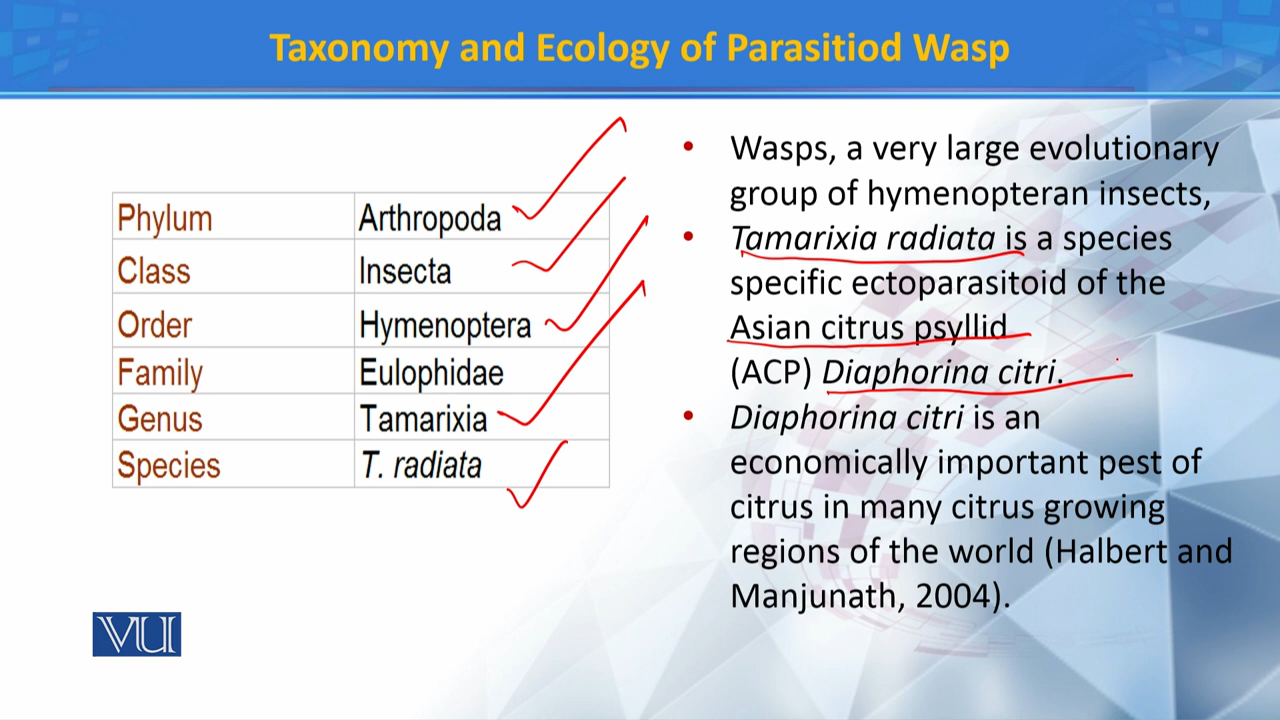 Taxonomy and Ecology of Parasitiod Wasp
Phylum Arthropoda
Class Insecta
Order Hymenoptera
Family Eulophidae
Genus Tamarixia
Species T. radiata
• Wasps, a very large evolutionary
group of hymenopteran insects,
• Tamarixia radiata is a species
specific ectoparasitoid of the
Asian citrus psyllid
(ACP) Diaphorina citri.
• Diaphorina citri is an
economically important pest of
citrus in many citrus growing
regions of the world (Halbert and
Manjunath, 2004).
VU